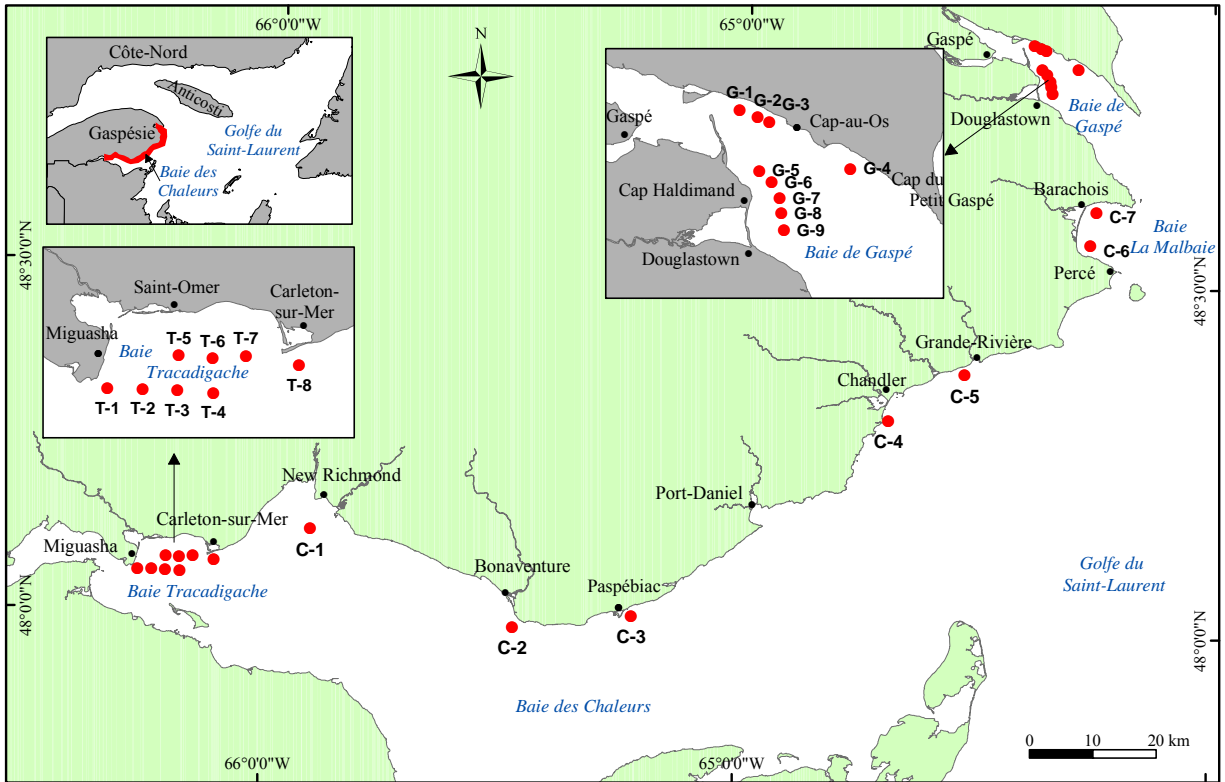 66°0'0"W
65°0'0"W
N
Côte-Nord
Anticosti
Gaspésie
Golfe du
Saint-Laurent
Baie des
Chaleurs
G-1
G-2
G-3
Gaspé
Cap-au-Os
G-5
G-4
G-6
Cap Haldimand
G-7
Cap du
Petit Gaspé
G-8
G-9
Baie de Gaspé
Douglastown
Gaspé
Baie de
Gaspé
Douglastown
Barachois
C-7
Baie
La Malbaie
C-6
Percé
48°30'0"N
48°30'0"N
Saint-Omer
Carleton-
sur-Mer
Miguasha
Baie
Tracadigache
T-5
T-6
T-7
T-8
T-1
T-2
T-3
T-4
Grande-Rivière
Chandler
C-5
C-4
New Richmond
Port-Daniel
Carleton-sur-Mer
C-1
Miguasha
Baie Tracadigache
Bonaventure
Paspébiac
Golfe du
Saint-Laurent
C-2
C-3
48°0'0"N
48°0'0"N
Baie des Chaleurs
0 10 20 km
66°0'0"W
65°0'0"W